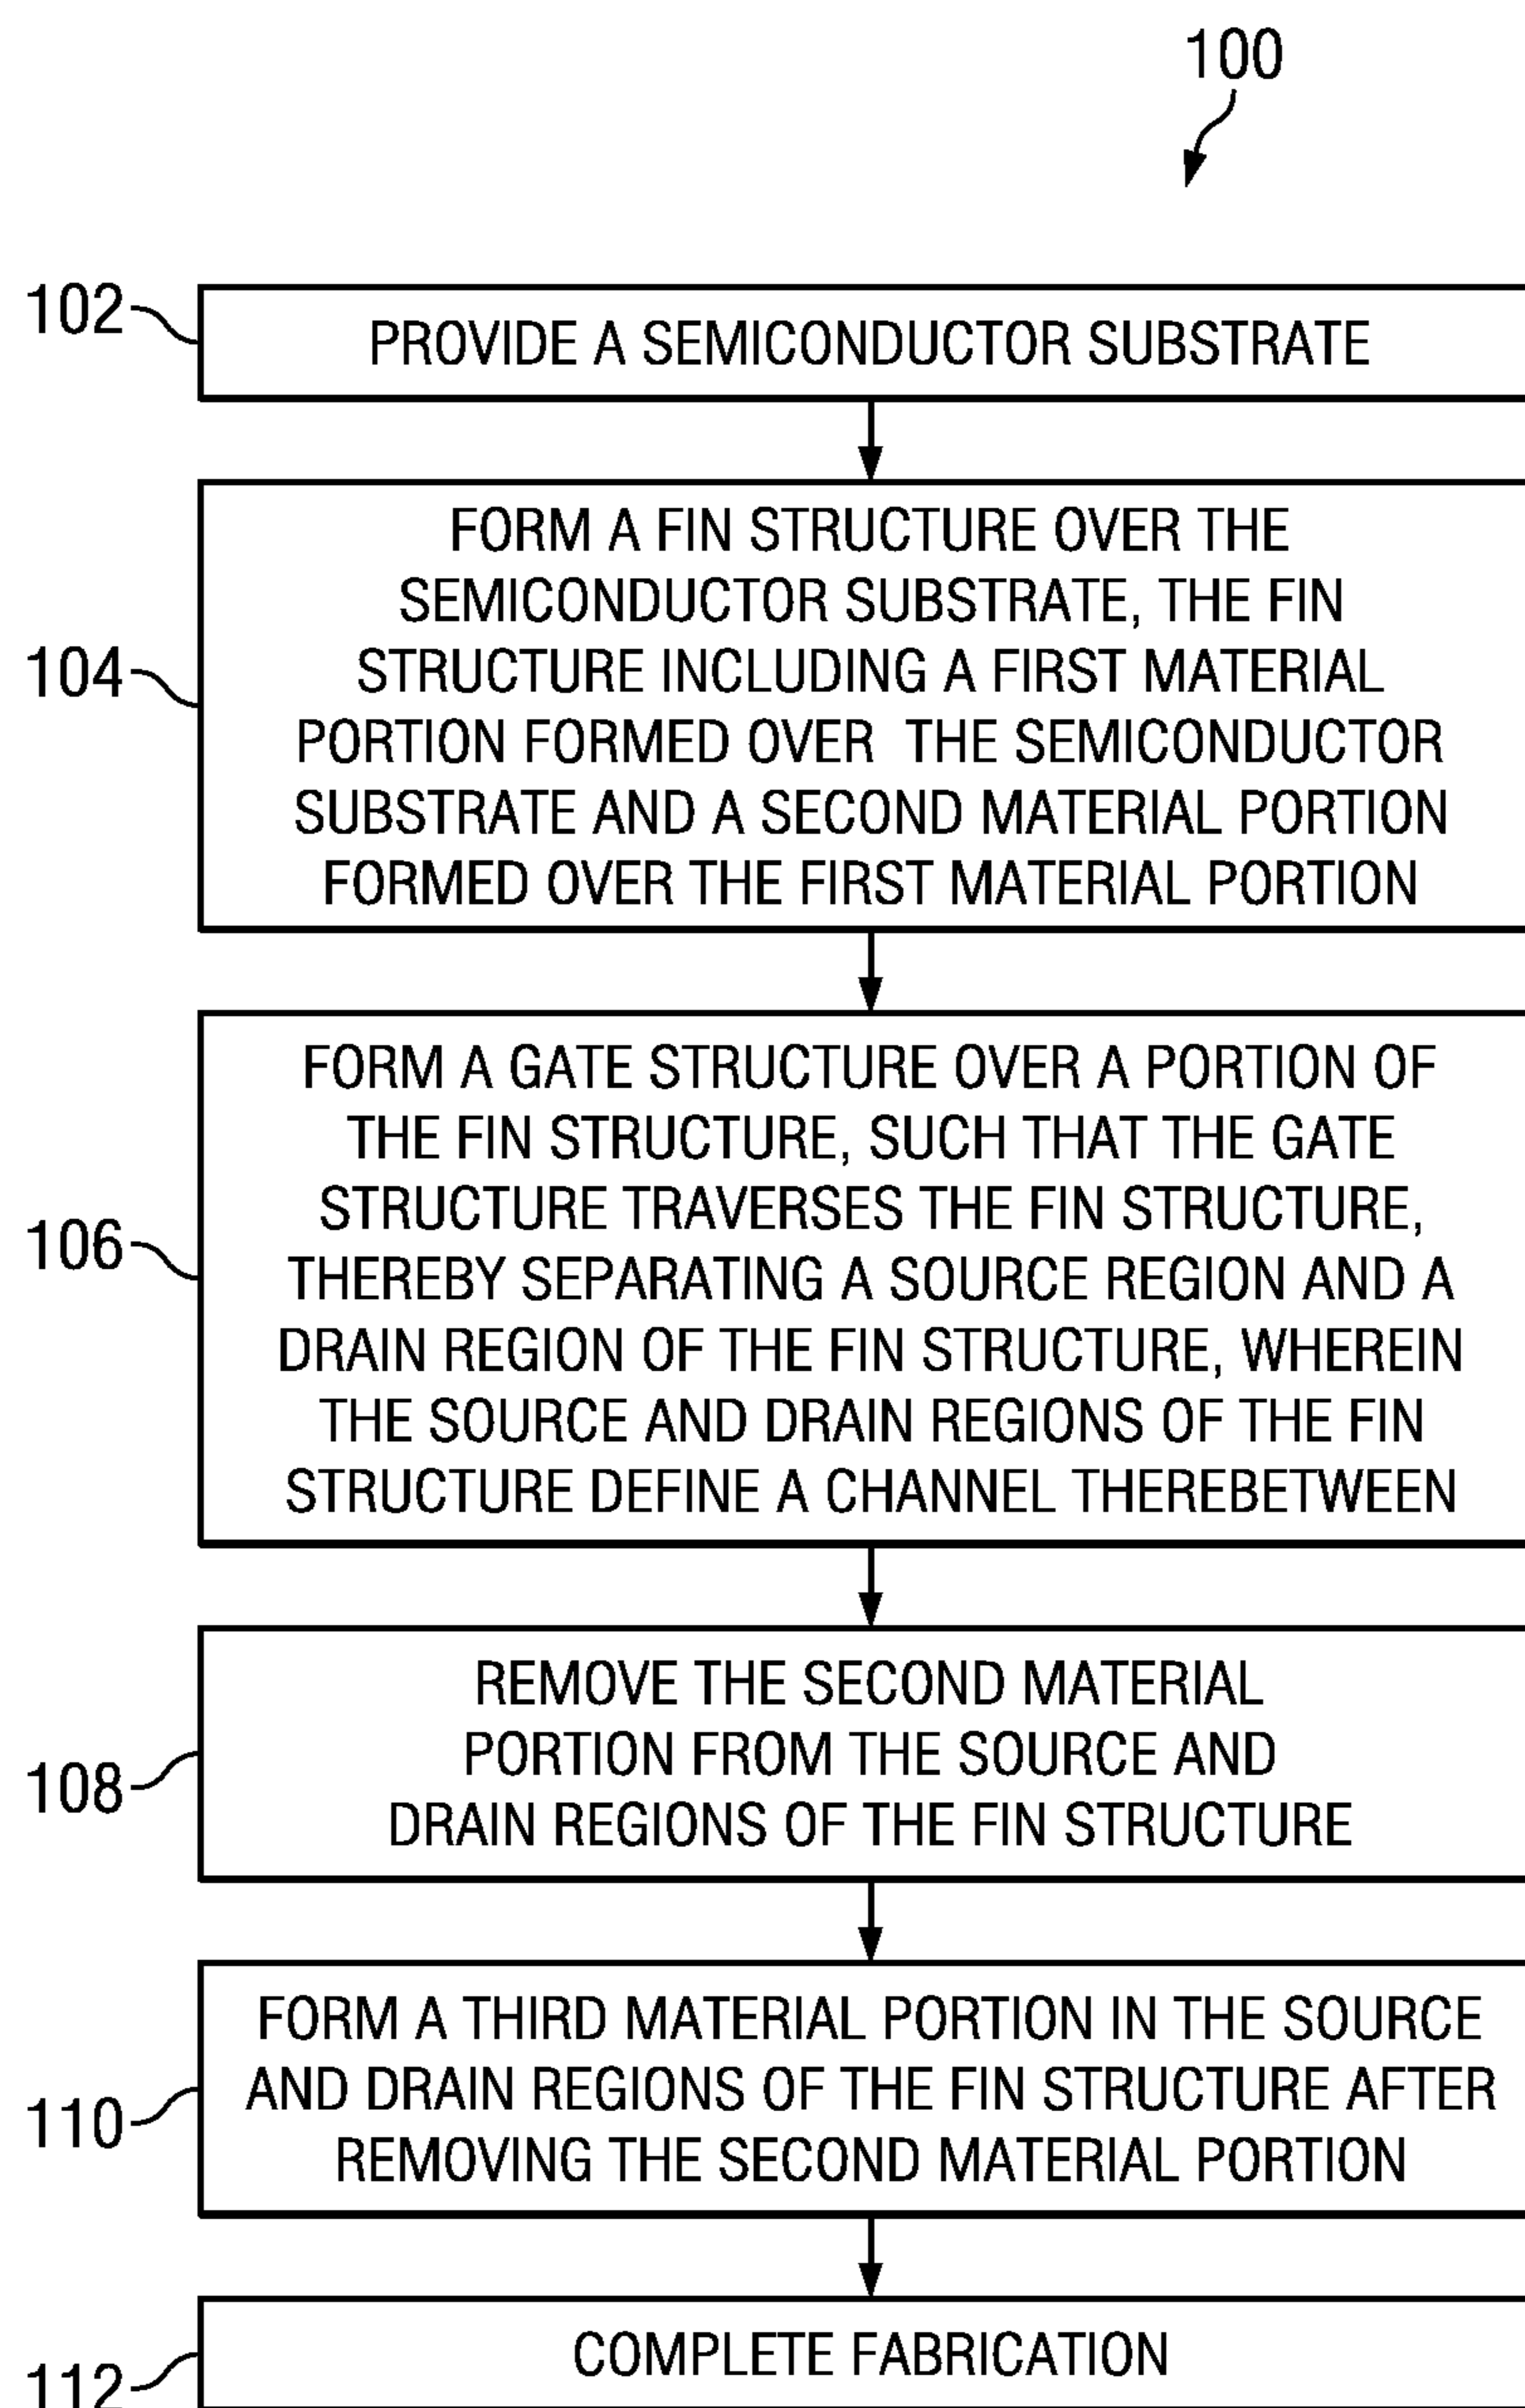 100
102
PROVIDE A SEMICONDUCTOR SUBSTRATE
104
FORM A FIN STRUCTURE OVER THE
SEMICONDUCTOR SUBSTRATE, THE FIN
STRUCTURE INCLUDING A FIRST MATERIAL
PORTION FORMED OVER THE SEMICONDUCTOR
SUBSTRATE AND A SECOND MATERIAL PORTION
FORMED OVER THE FIRST MATERIAL PORTION
106
FORM A GATE STRUCTURE OVER A PORTION OF
THE FIN STRUCTURE, SUCH THAT THE GATE
STRUCTURE TRAVERSES THE FIN STRUCTURE,
THEREBY SEPARATING A SOURCE REGION AND A
DRAIN REGION OF THE FIN STRUCTURE, WHEREIN
THE SOURCE AND DRAIN REGIONS OF THE FIN
STRUCTURE DEFINE A CHANNEL THEREBETWEEN
108
REMOVE THE SECOND MATERIAL
PORTION FROM THE SOURCE AND
DRAIN REGIONS OF THE FIN STRUCTURE
110
FORM A THIRD MATERIAL PORTION IN THE SOURCE
AND DRAIN REGIONS OF THE FIN STRUCTURE AFTER
REMOVING THE SECOND MATERIAL PORTION
112
COMPLETE FABRICATION